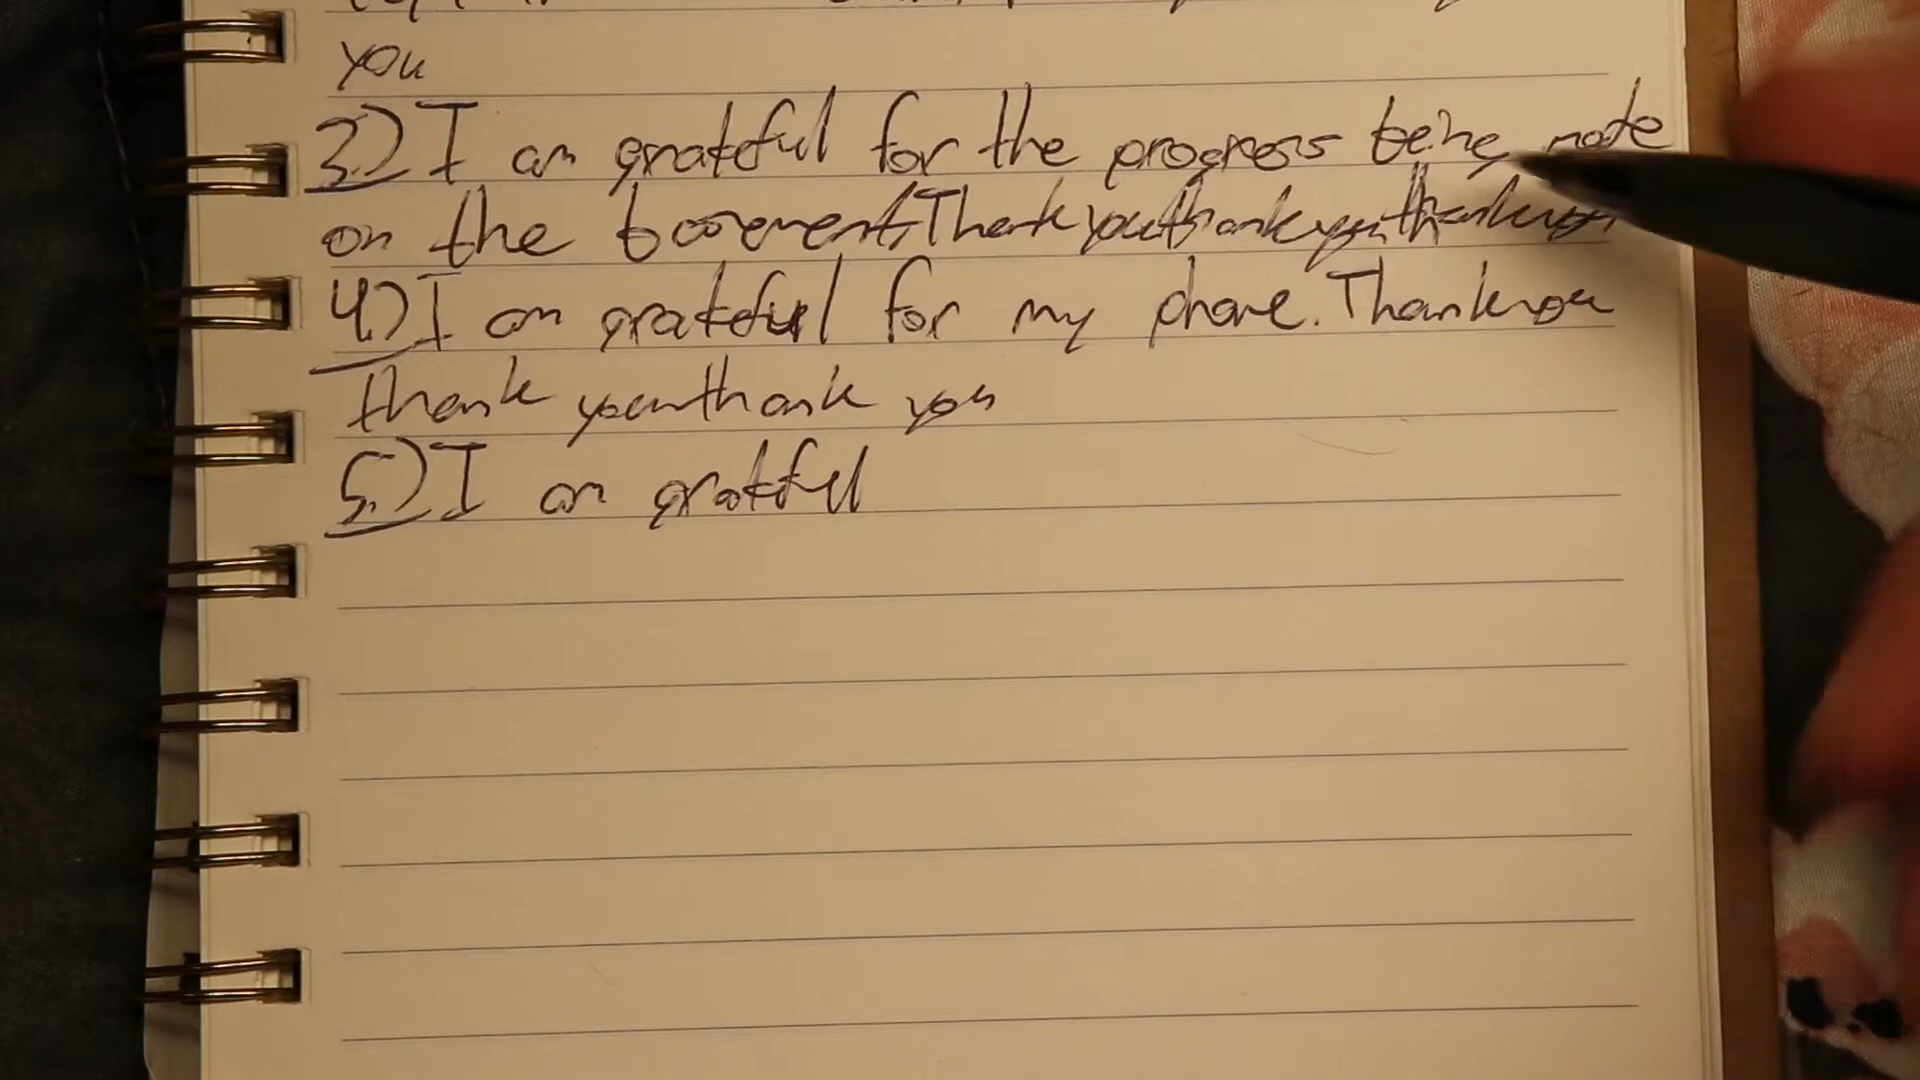 you
3.) I am grateful for the progress being made
on the basement. Thank you thank you thank you
4.) I am grateful for my phone. Thank you
thank you thank you
5.) I am grateful